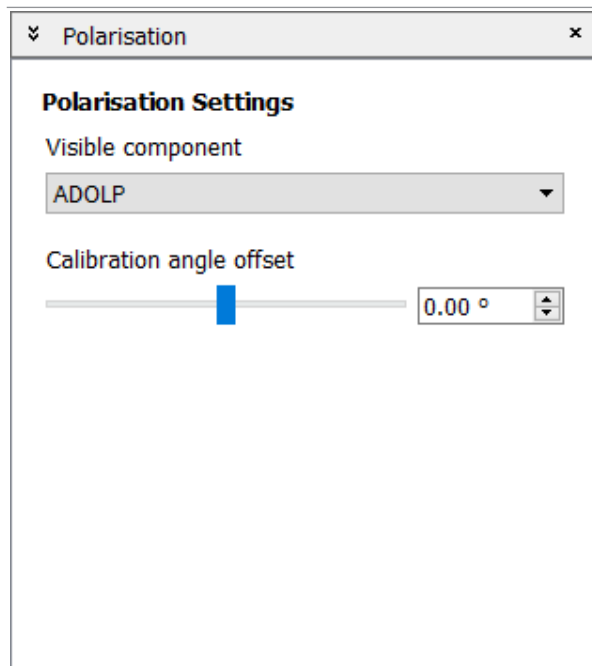 Polarisation
Polarisation Settings
Visible component
ADOLP
Calibration angle offset
0.00 º